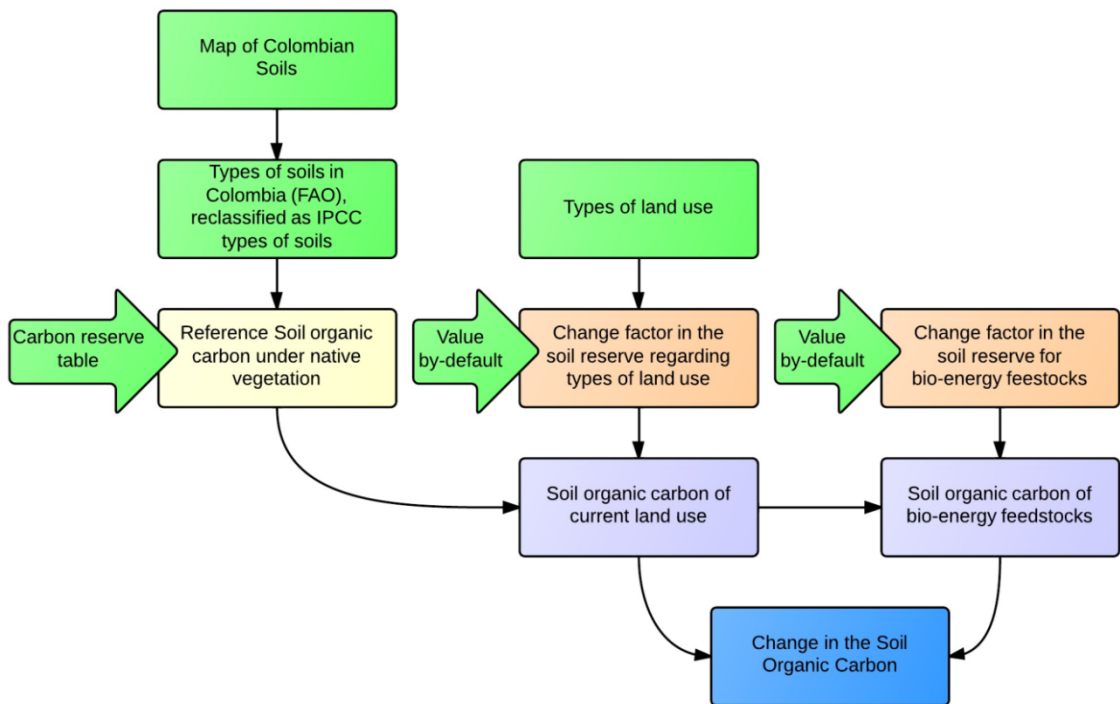 Map of Colombian
Soils
Types of soils in
Colombia (FAO),
reclassified as IPCC
types of soils
Types of land use
Carbon reserve
table
Reference Soil organic
carbon under native
vegetation
Value
by-default
Change factor in the
soil reserve regarding
types of land use
Value
by-default
Change factor in the
soil reserve for
bio-energy feestocks
Soil organic carbon of
current land use
Soil organic carbon of
bio-energy feedstocks
Change in the Soil
Organic Carbon